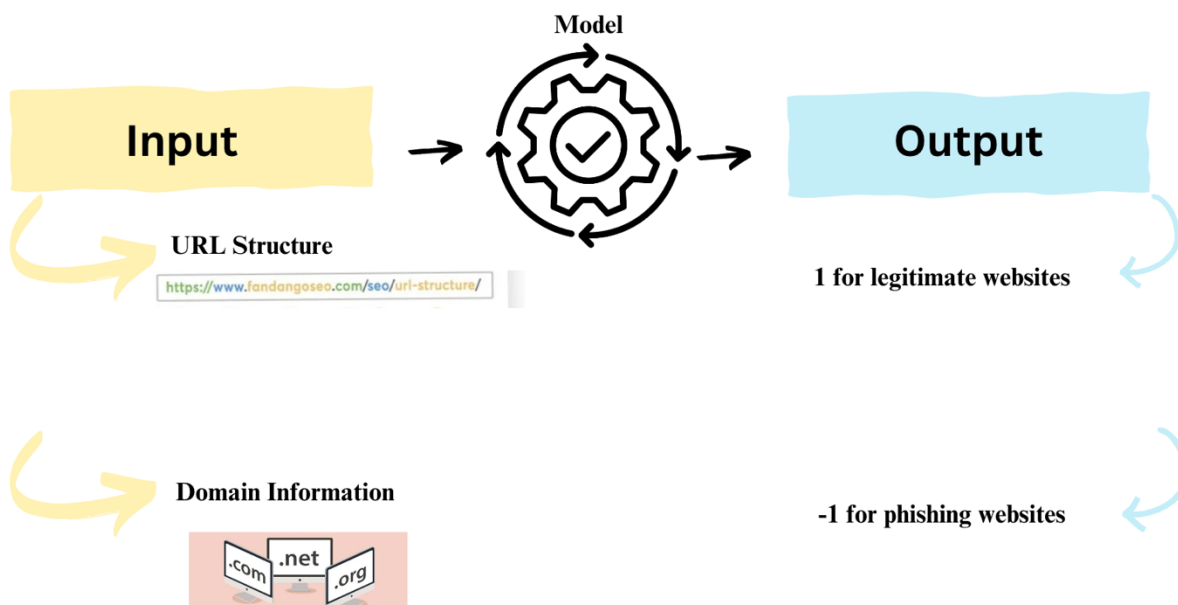 Model
Input
Output
URL Structure
https://www.fandangoseo.com/seo/url-structure/
1 for legitimate websites
Domain Information
-1 for phishing websites
.com
.net
.org